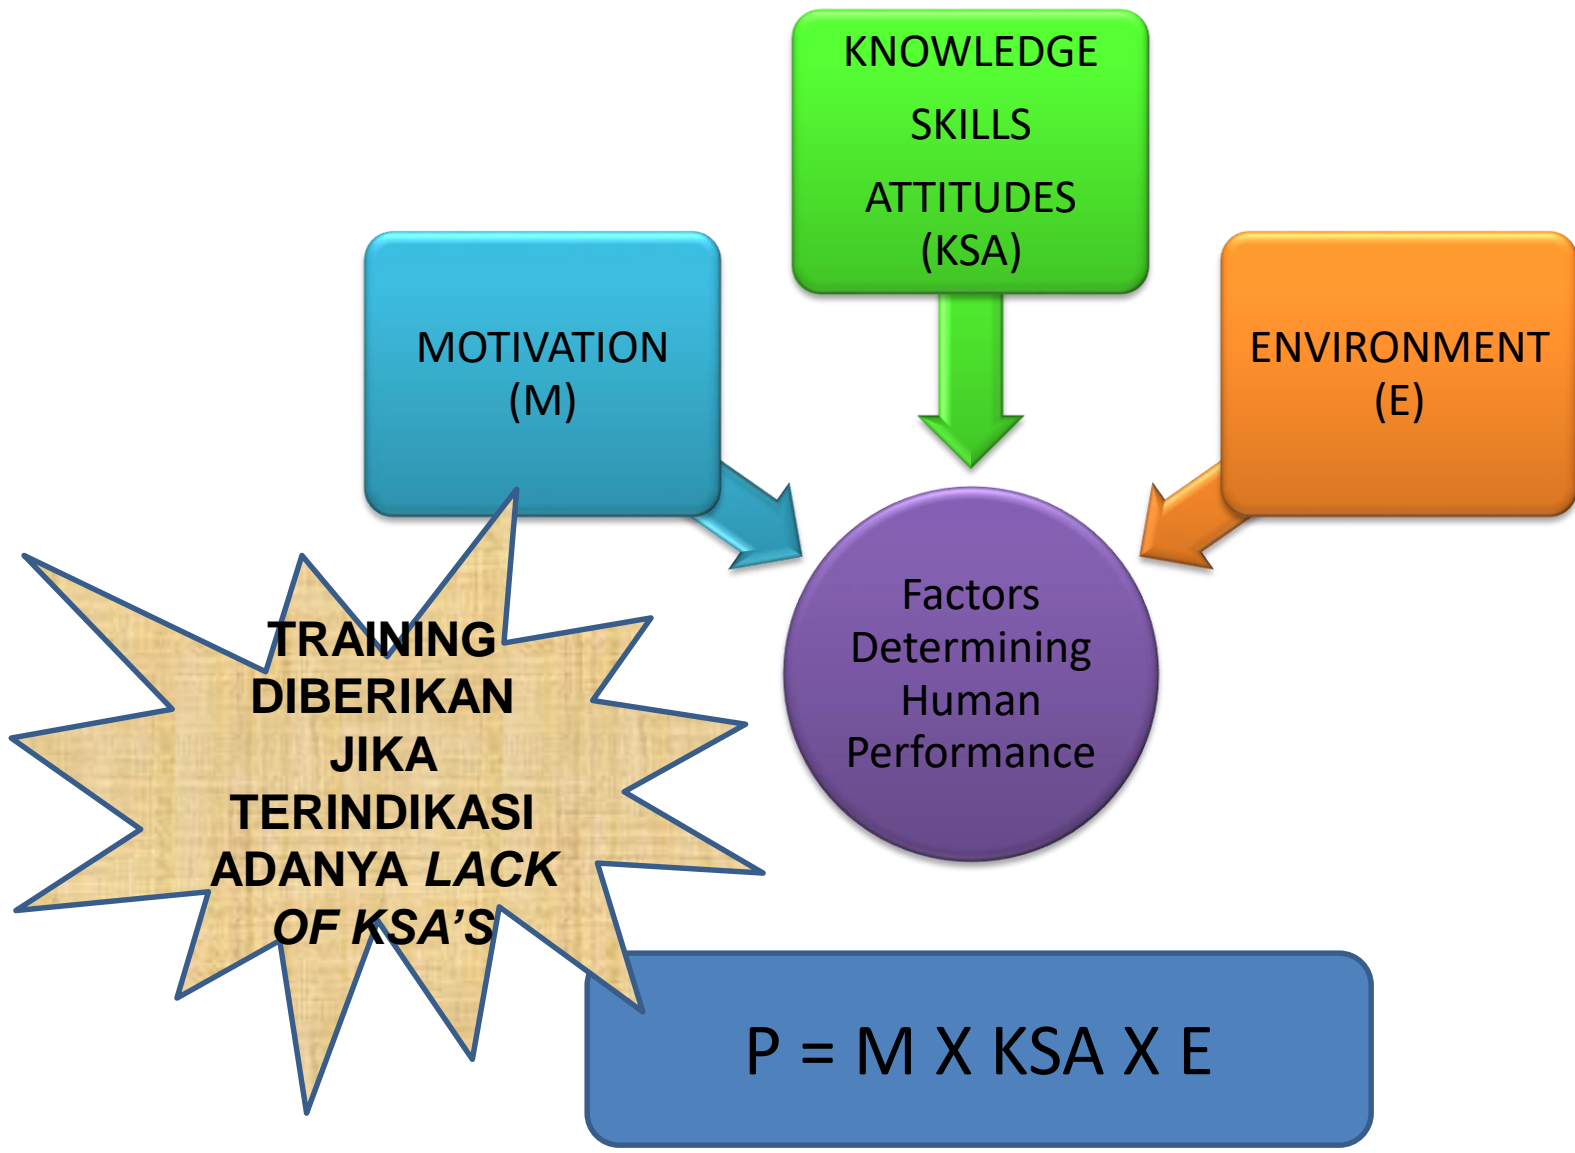 KNOWLEDGE
SKILLS
ATTITUDES
(KSA)
MOTIVATION
(M)
ENVIRONMENT
(E)
Factors
Determining
Human
Performance
TRAINING
DIBERIKAN
JIKA
TERINDIKASI
ADANYA LACK
OF KSA’S
P = M X KSA X E